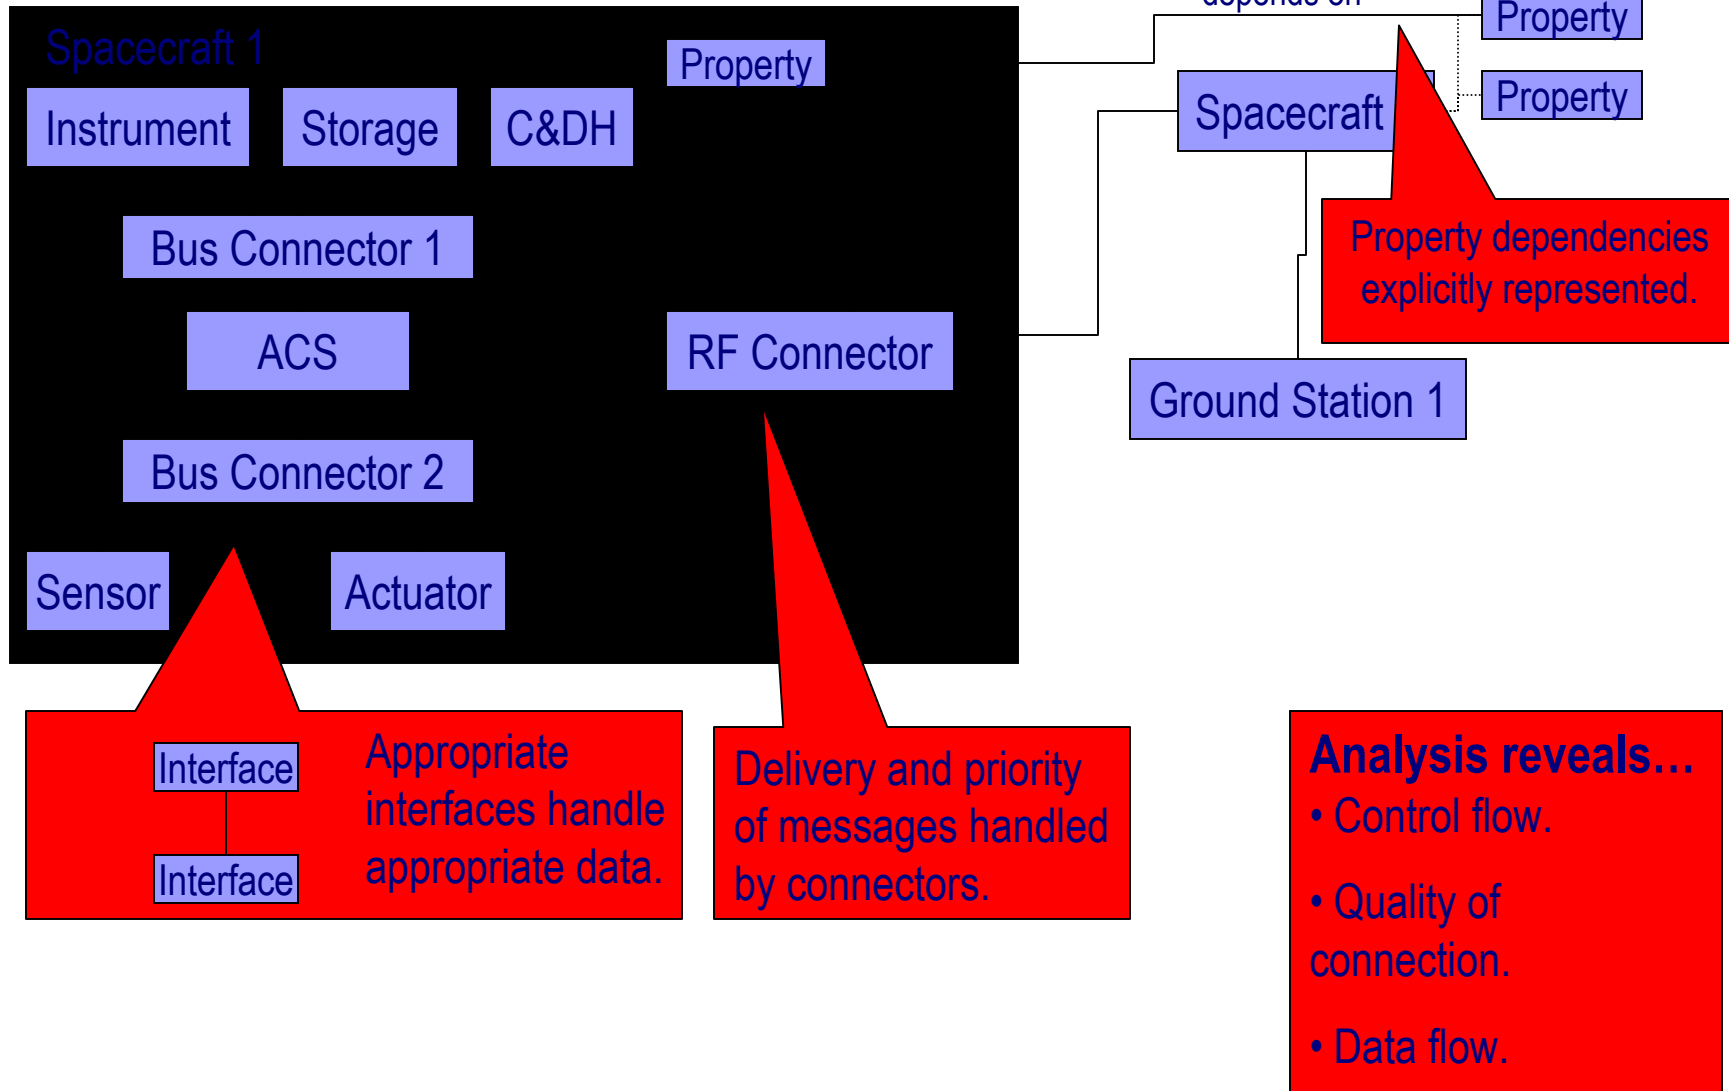 depends on
Property
Spacecraft 1
Property
Instrument
Storage
C&DH
Spacecraft
Property
Bus Connector 1
Property dependencies
explicitly represented.
ACS
RF Connector
Ground Station 1
Bus Connector 2
Sensor
Actuator
Interface
Interface
Appropriate
interfaces handle
appropriate data.
Delivery and priority
of messages handled
by connectors.
Analysis reveals…
• Control flow.
• Quality of
connection.
• Data flow.